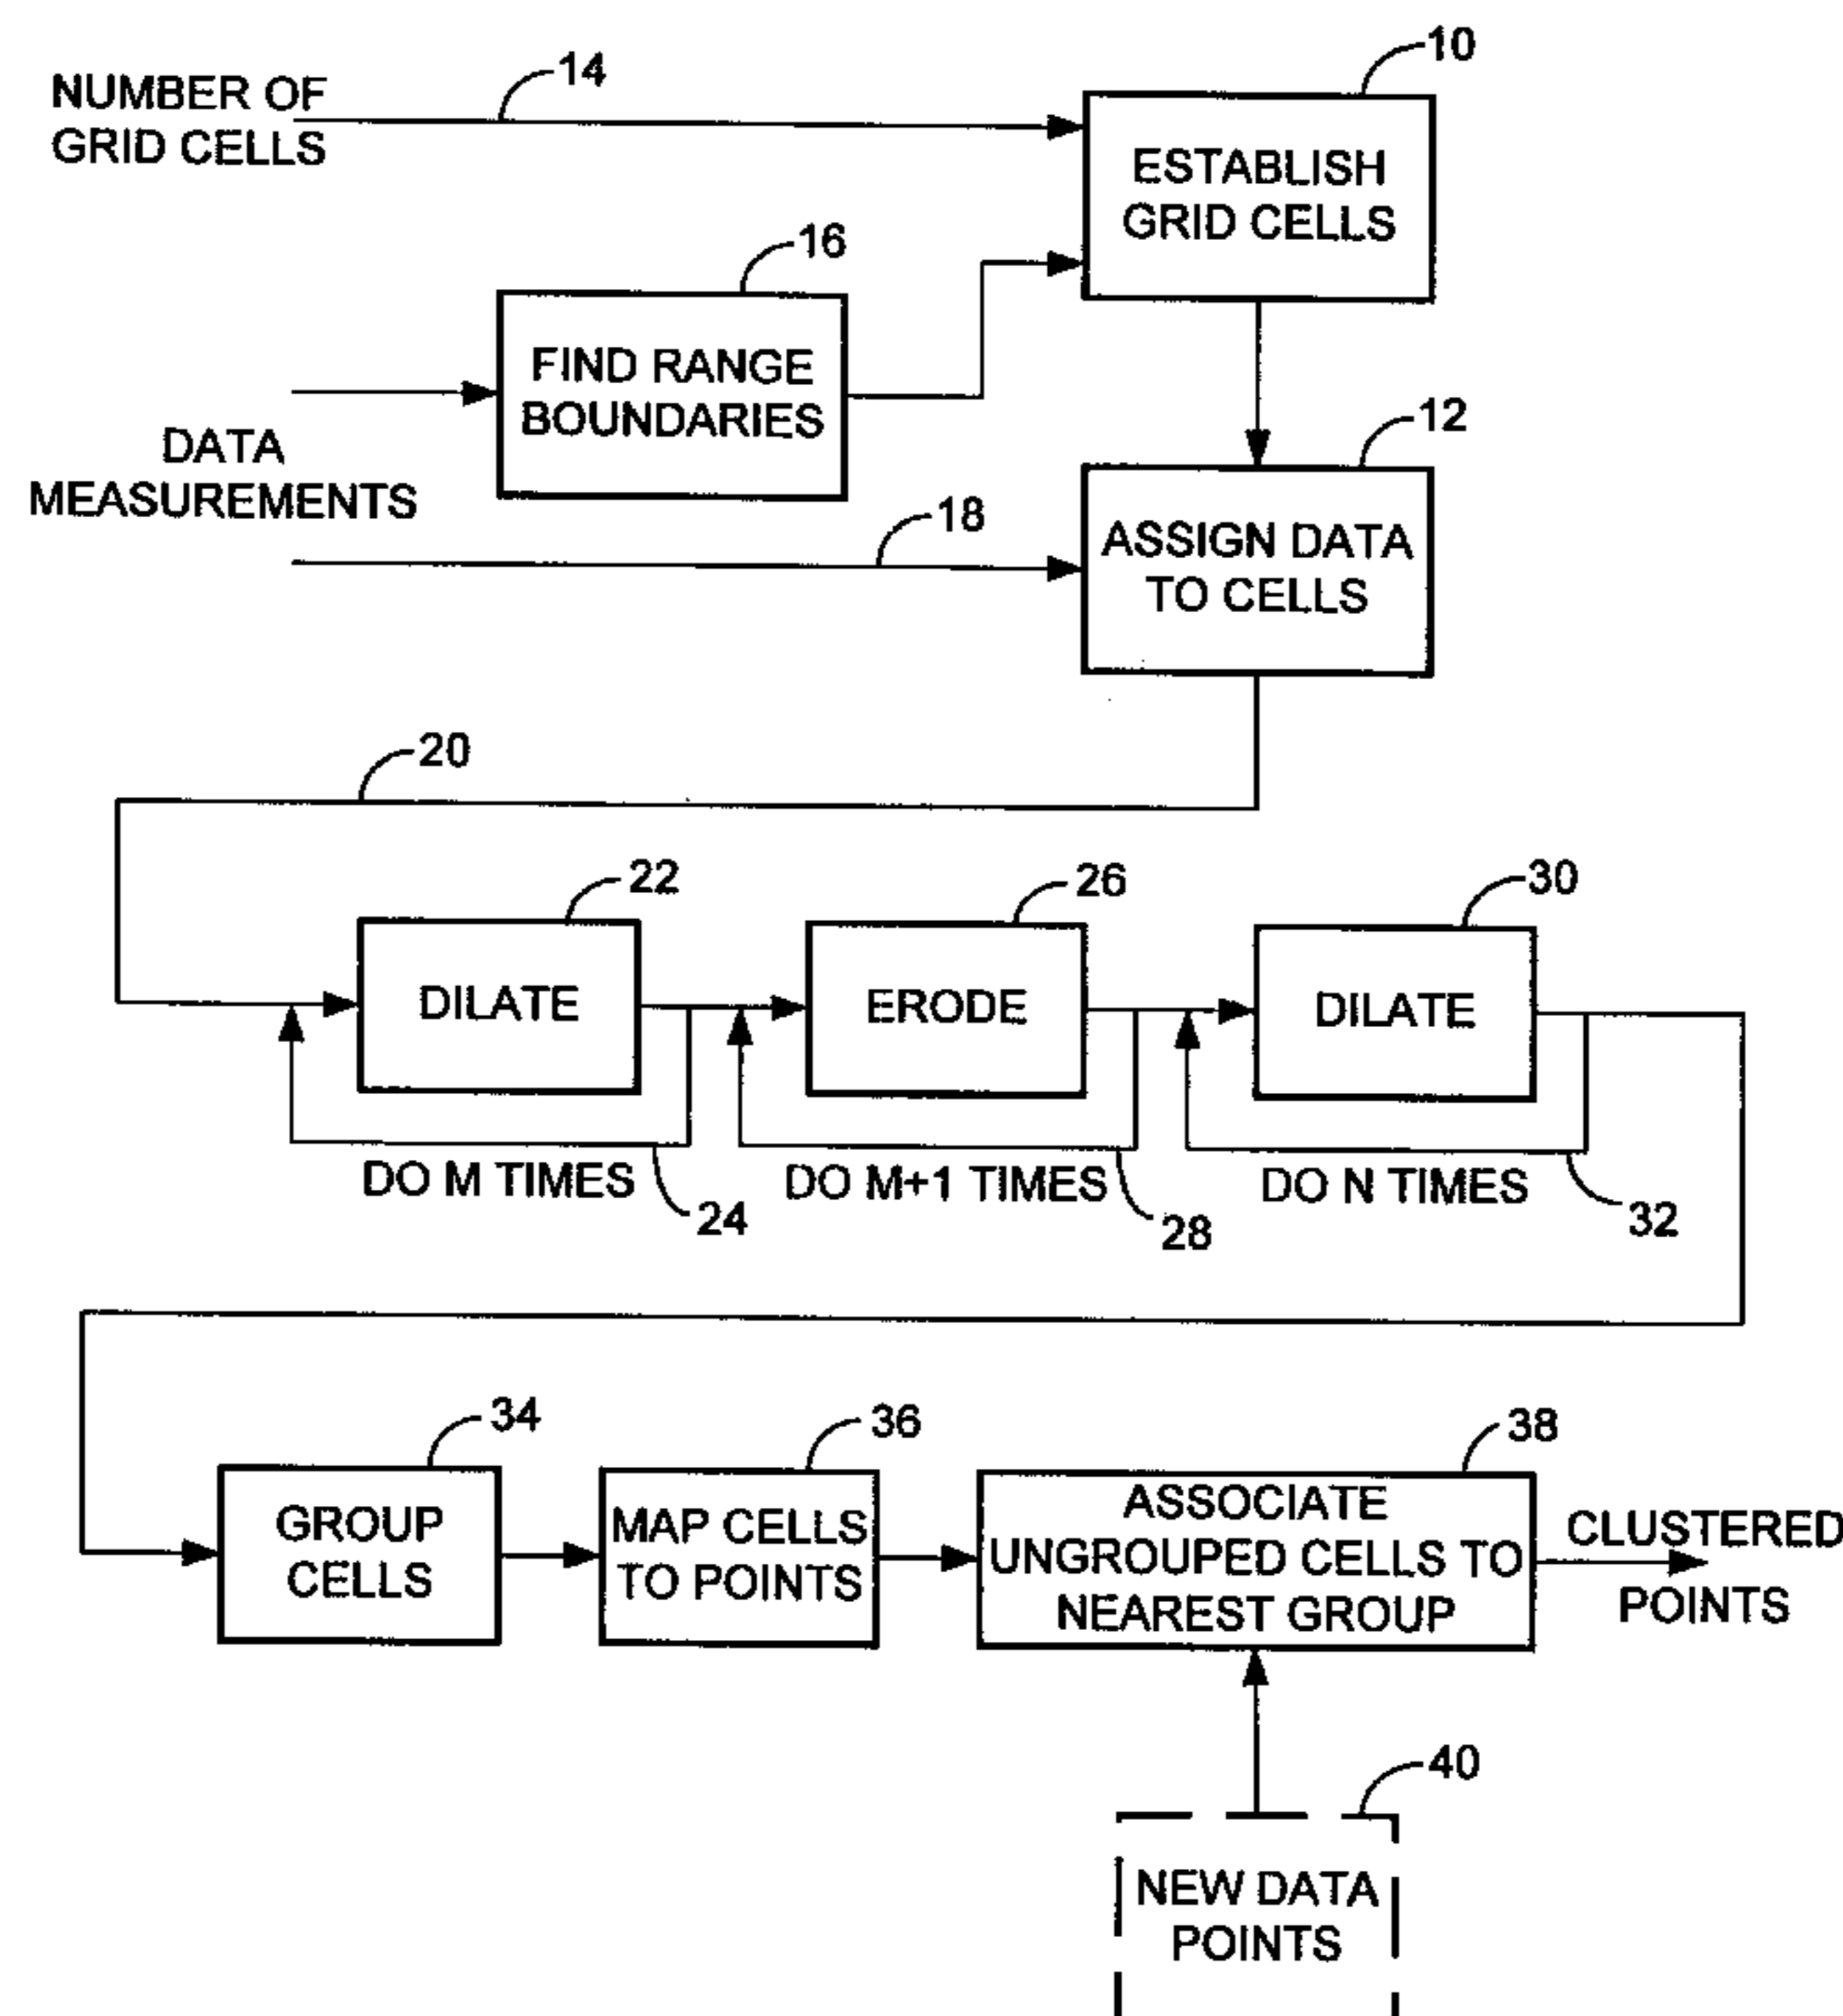 10
14
NUMBER OF
GRID CELLS
ESTABLISH
GRID CELLS
16
FIND RANGE
BOUNDARIES
12
DATA
MEASUREMENTS
18
ASSIGN DATA
TO CELLS
20
22
26
30
DILATE
ERODE
DILATE
DO M TIMES
DO M+1 TIMES
DO N TIMES
24
28
32
34
36
38
GROUP
CELLS
MAP CELLS
TO POINTS
ASSOCIATE
UNGROUPED CELLS TO
NEAREST GROUP
CLUSTERED
POINTS
40
NEW DATA
POINTS